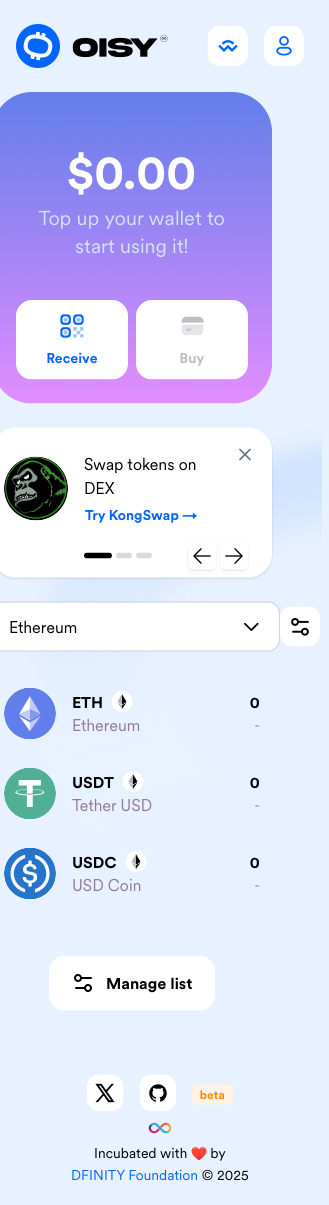 OISY
$0.00
Top up your wallet to
start using it!
Receive
Buy
Swap tokens on
DEX
Try KongSwap →
Ethereum
ETH
0
Ethereum
-
USDT
0
Tether USD
-
USDC
0
USD Coin
-
Manage list
beta
Incubated with ❤️ by
DFINITY Foundation © 2025